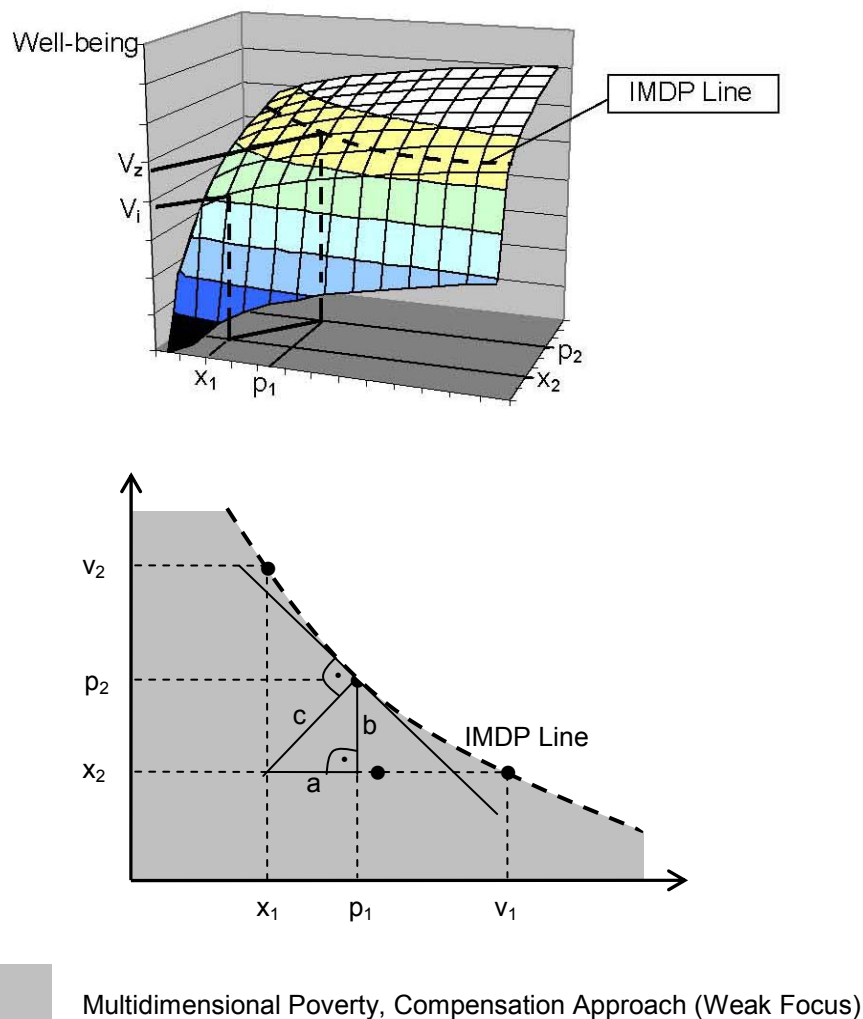 Well-being
IMDP Line
V₂
Vᵢ
p₂
x₂
x₁
p₁
v₂
p₂
c
b
IMDP Line
x₂
a
x₁
p₁
v₁
Multidimensional Poverty, Compensation Approach (Weak Focus)